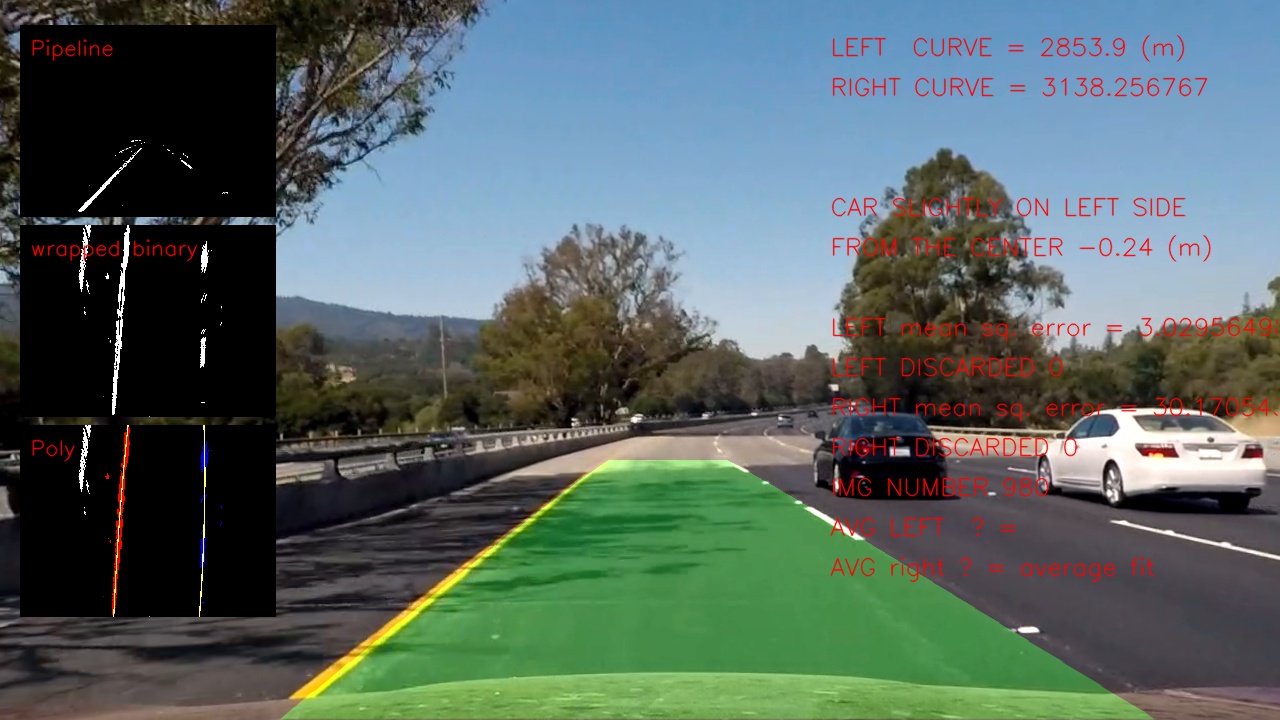 Pipeline
wrapped binary
Poly
LEFT CURVE = 2853.9 (m)
RIGHT CURVE = 3138.256767
CAR SLIGHTLY ON LEFT SIDE
FROM THE CENTER -0.24 (m)
LEFT mean sq. error = 3.0295649
LEFT DISCARDED 0
RIGHT mean sq. error = 30.17054
RIGHT DISCARDED 0
IMG NUMBER 980
AVG LEFT ? =
AVG right ? = average fit